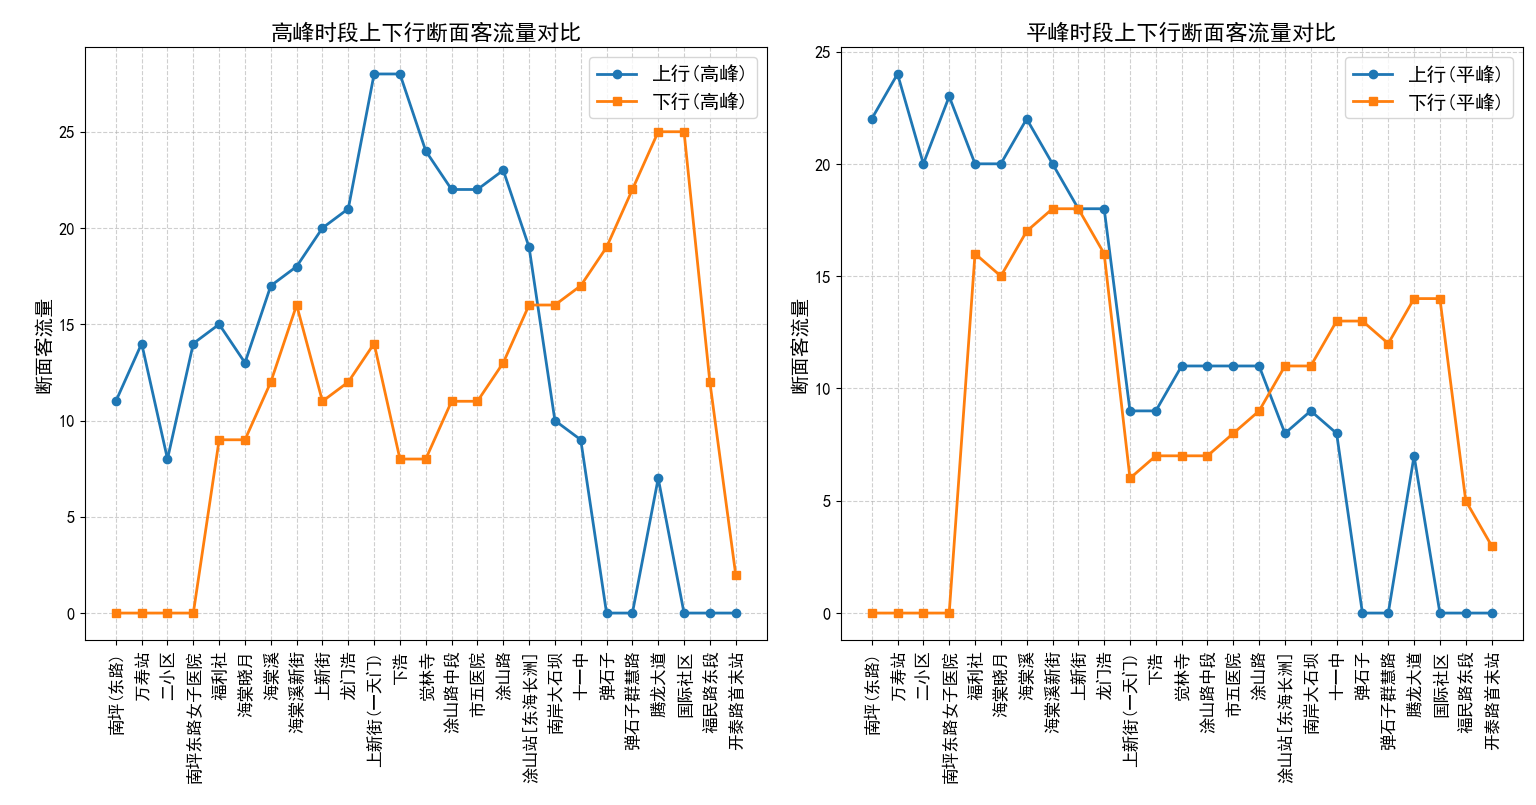 高峰时段上下行断面客流量对比
上行(高峰)
下行(高峰)
断面客流量
25
20
15
10
5
0
南坪(东路)
万寿站
二小区
南坪东路女子医院
福利社
海棠晓月
海棠溪
海棠溪新街
上新街
龙门浩
上新街(一天门)
下浩
觉林寺
涂山路中段
市五医院
涂山路
涂山站[东海长洲]
南岸大石坝
十一中
弹石子
弹石子群慧路
腾龙大道
国际社区
福民路东段
开泰路首末站
平峰时段上下行断面客流量对比
上行(平峰)
下行(平峰)
断面客流量
25
20
15
10
5
0
南坪(东路)
万寿站
二小区
南坪东路女子医院
福利社
海棠晓月
海棠溪
海棠溪新街
上新街
龙门浩
上新街(一天门)
下浩
觉林寺
涂山路中段
市五医院
涂山路
涂山站[东海长洲]
南岸大石坝
十一中
弹石子
弹石子群慧路
腾龙大道
国际社区
福民路东段
开泰路首末站